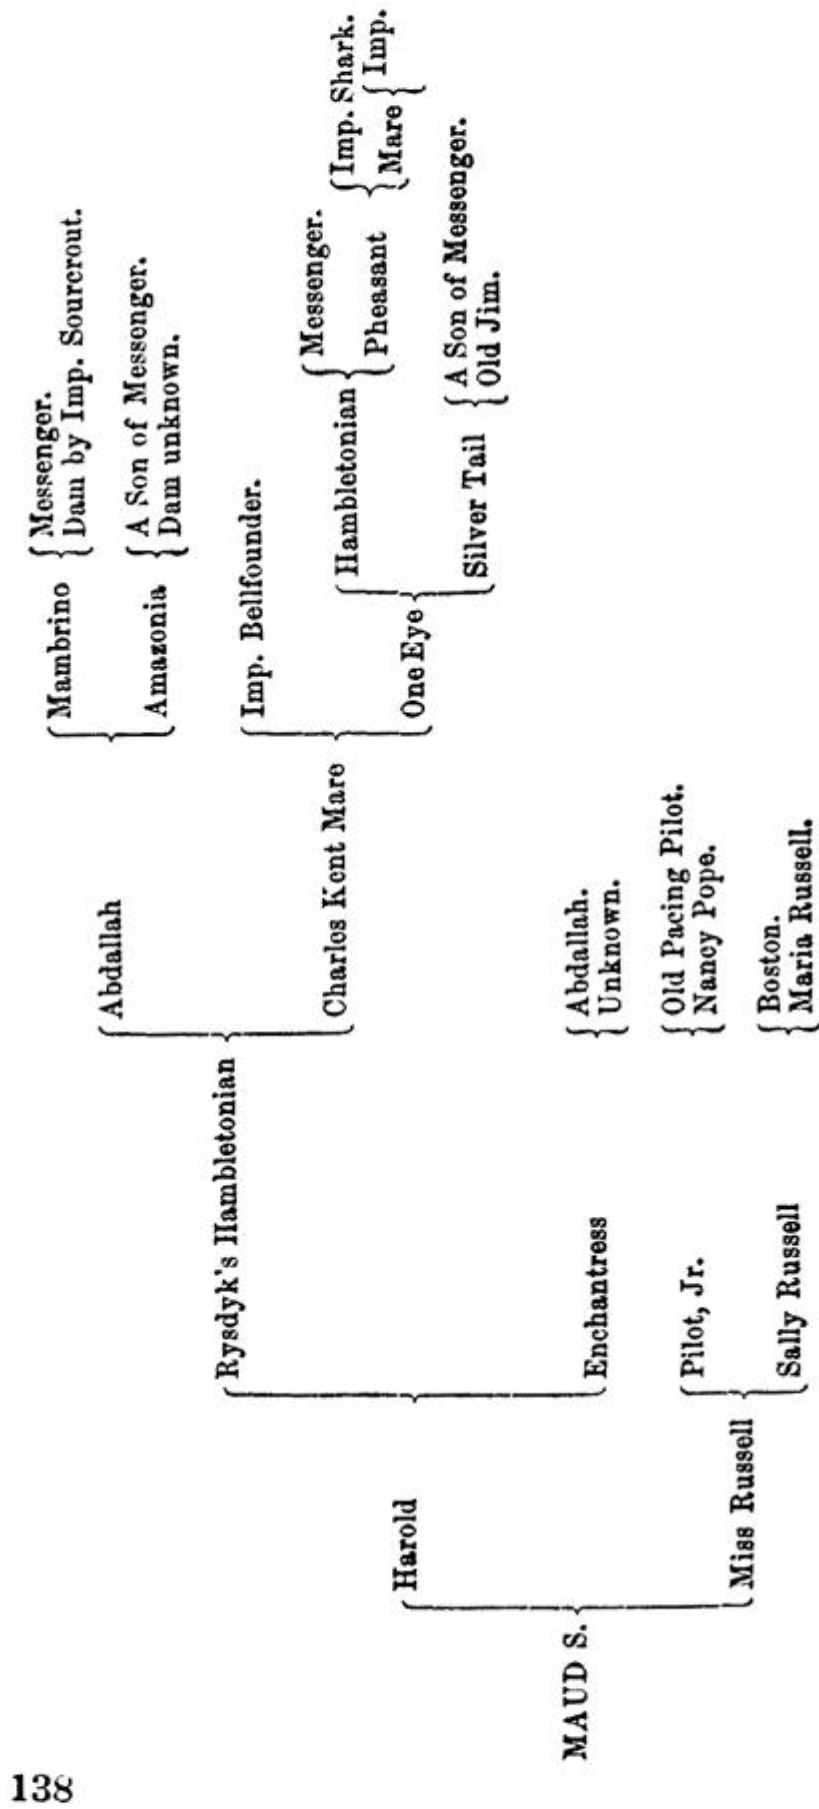 138
MAUD S.
Harold
Miss Russell
Rysdyk's Hambletonian
Enchantress
Pilot, Jr.
Sally Russell
Abdallah
Charles Kent Mare
Abdallah.
Unknown.
Old Pacing Pilot.
Nancy Pope.
Boston.
Maria Russell.
Mambrino
Amazonia
Imp. Bellfounder.
One Eye
Messenger.
Dam by Imp. Sourcrout.
A Son of Messenger.
Dam unknown.
Hambletonian
Silver Tail
Messenger.
Pheasant
A Son of Messenger.
Old Jim.
Imp. Shark.
Mare
Imp.